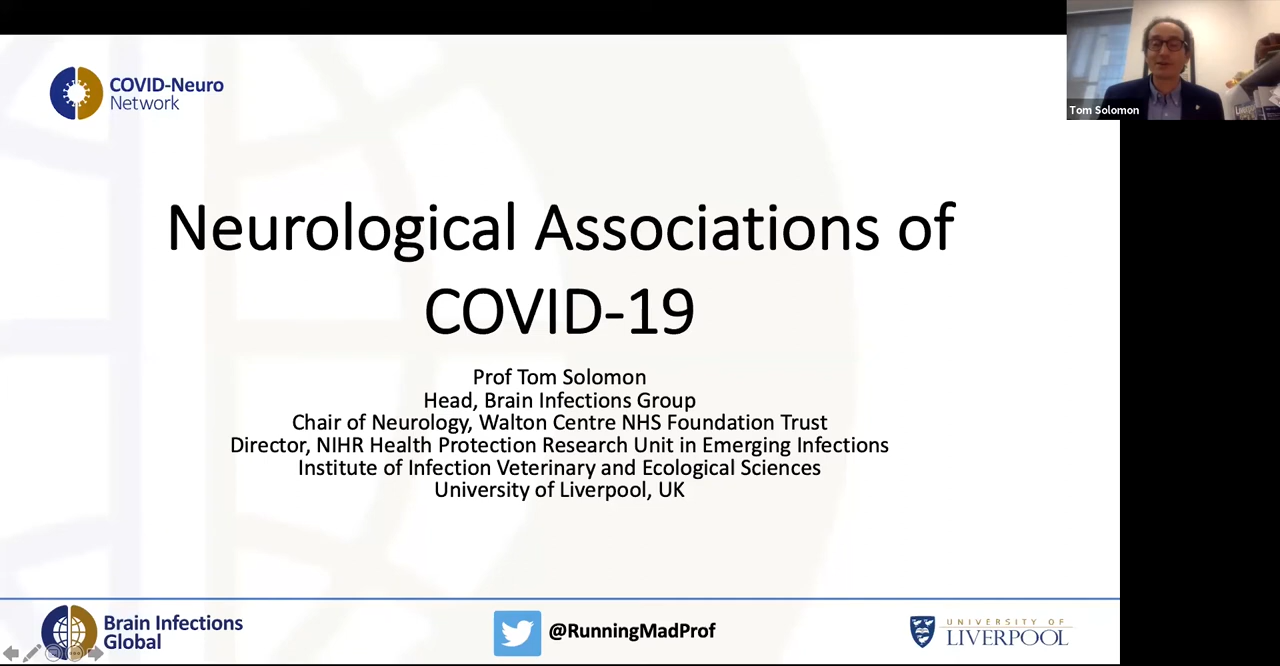 COVID-Neuro
Network
Tom Solomon
Neurological Associations of
COVID-19
Prof Tom Solomon
Head, Brain Infections Group
Chair of Neurology, Walton Centre NHS Foundation Trust
Director, NIHR Health Protection Research Unit in Emerging Infections
Institute of Infection Veterinary and Ecological Sciences
University of Liverpool, UK
Brain Infections
Global
@RunningMadProf
UNIVERSITY OF
LIVERPOOL